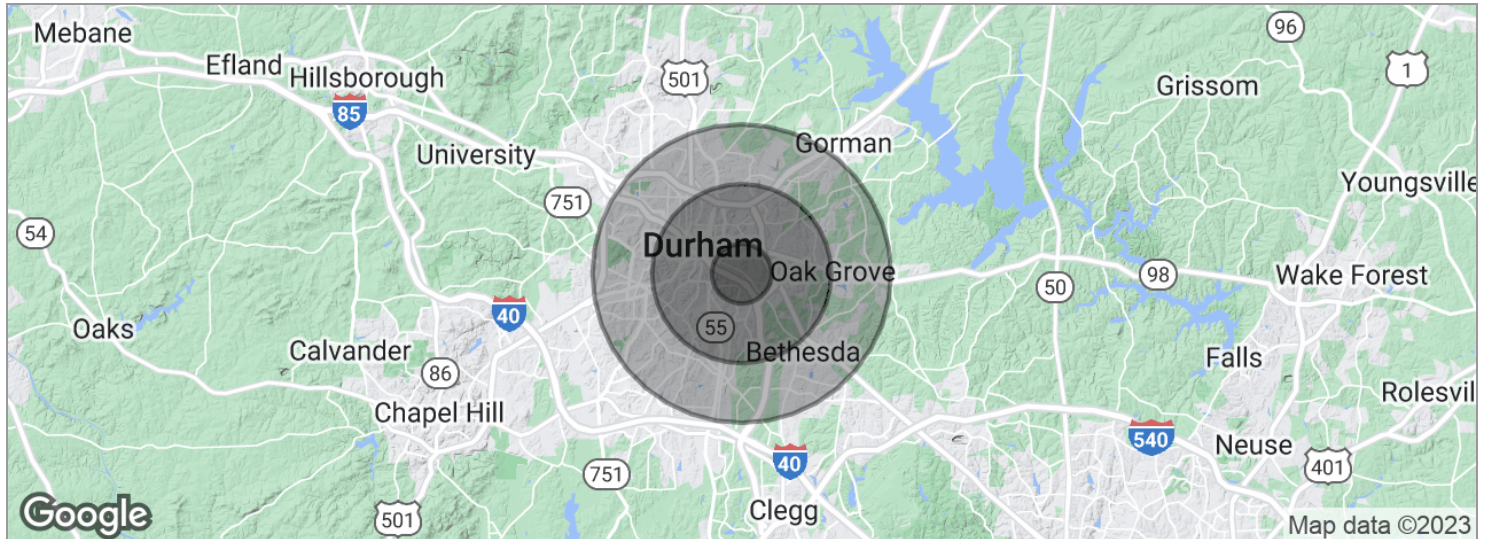 96
Mebane
Efland
Hillsborough
501
1
Grissom
85
Gorman
University
Youngsville
751
54
Durham
Oak Grove
98
Wake Forest
50
40
55
Oaks
Calvander
Bethesda
Falls
86
Rolesvil
Chapel Hill
540
Neuse
40
401
751
Clegg
501
Google
Map data ©2023